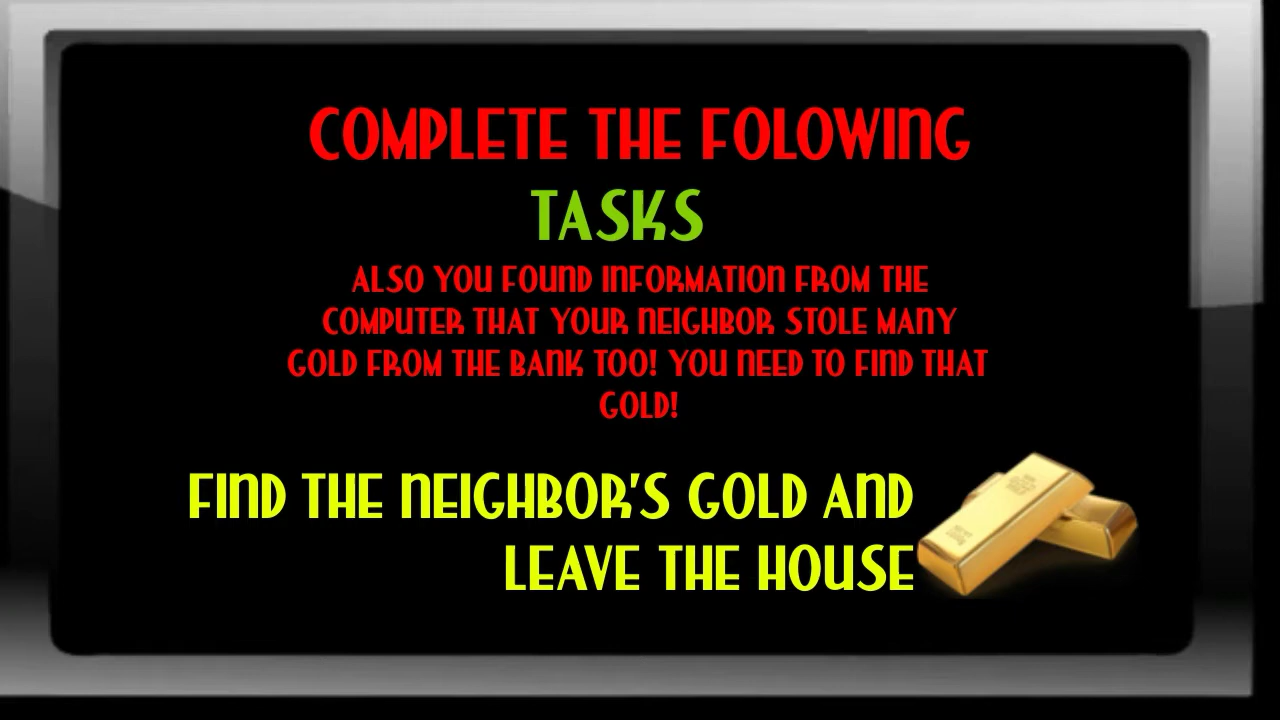 COMPLETE THE FOLOWING
TASKS
ALSO YOU FOUND INFORMATION FROM THE
COMPUTER THAT YOUR NEIGHBOR STOLE MANY
GOLD FROM THE BANK TOO! YOU NEED TO FIND THAT
GOLD!
FIND THE NEIGHBOR'S GOLD AND
LEAVE THE HOUSE